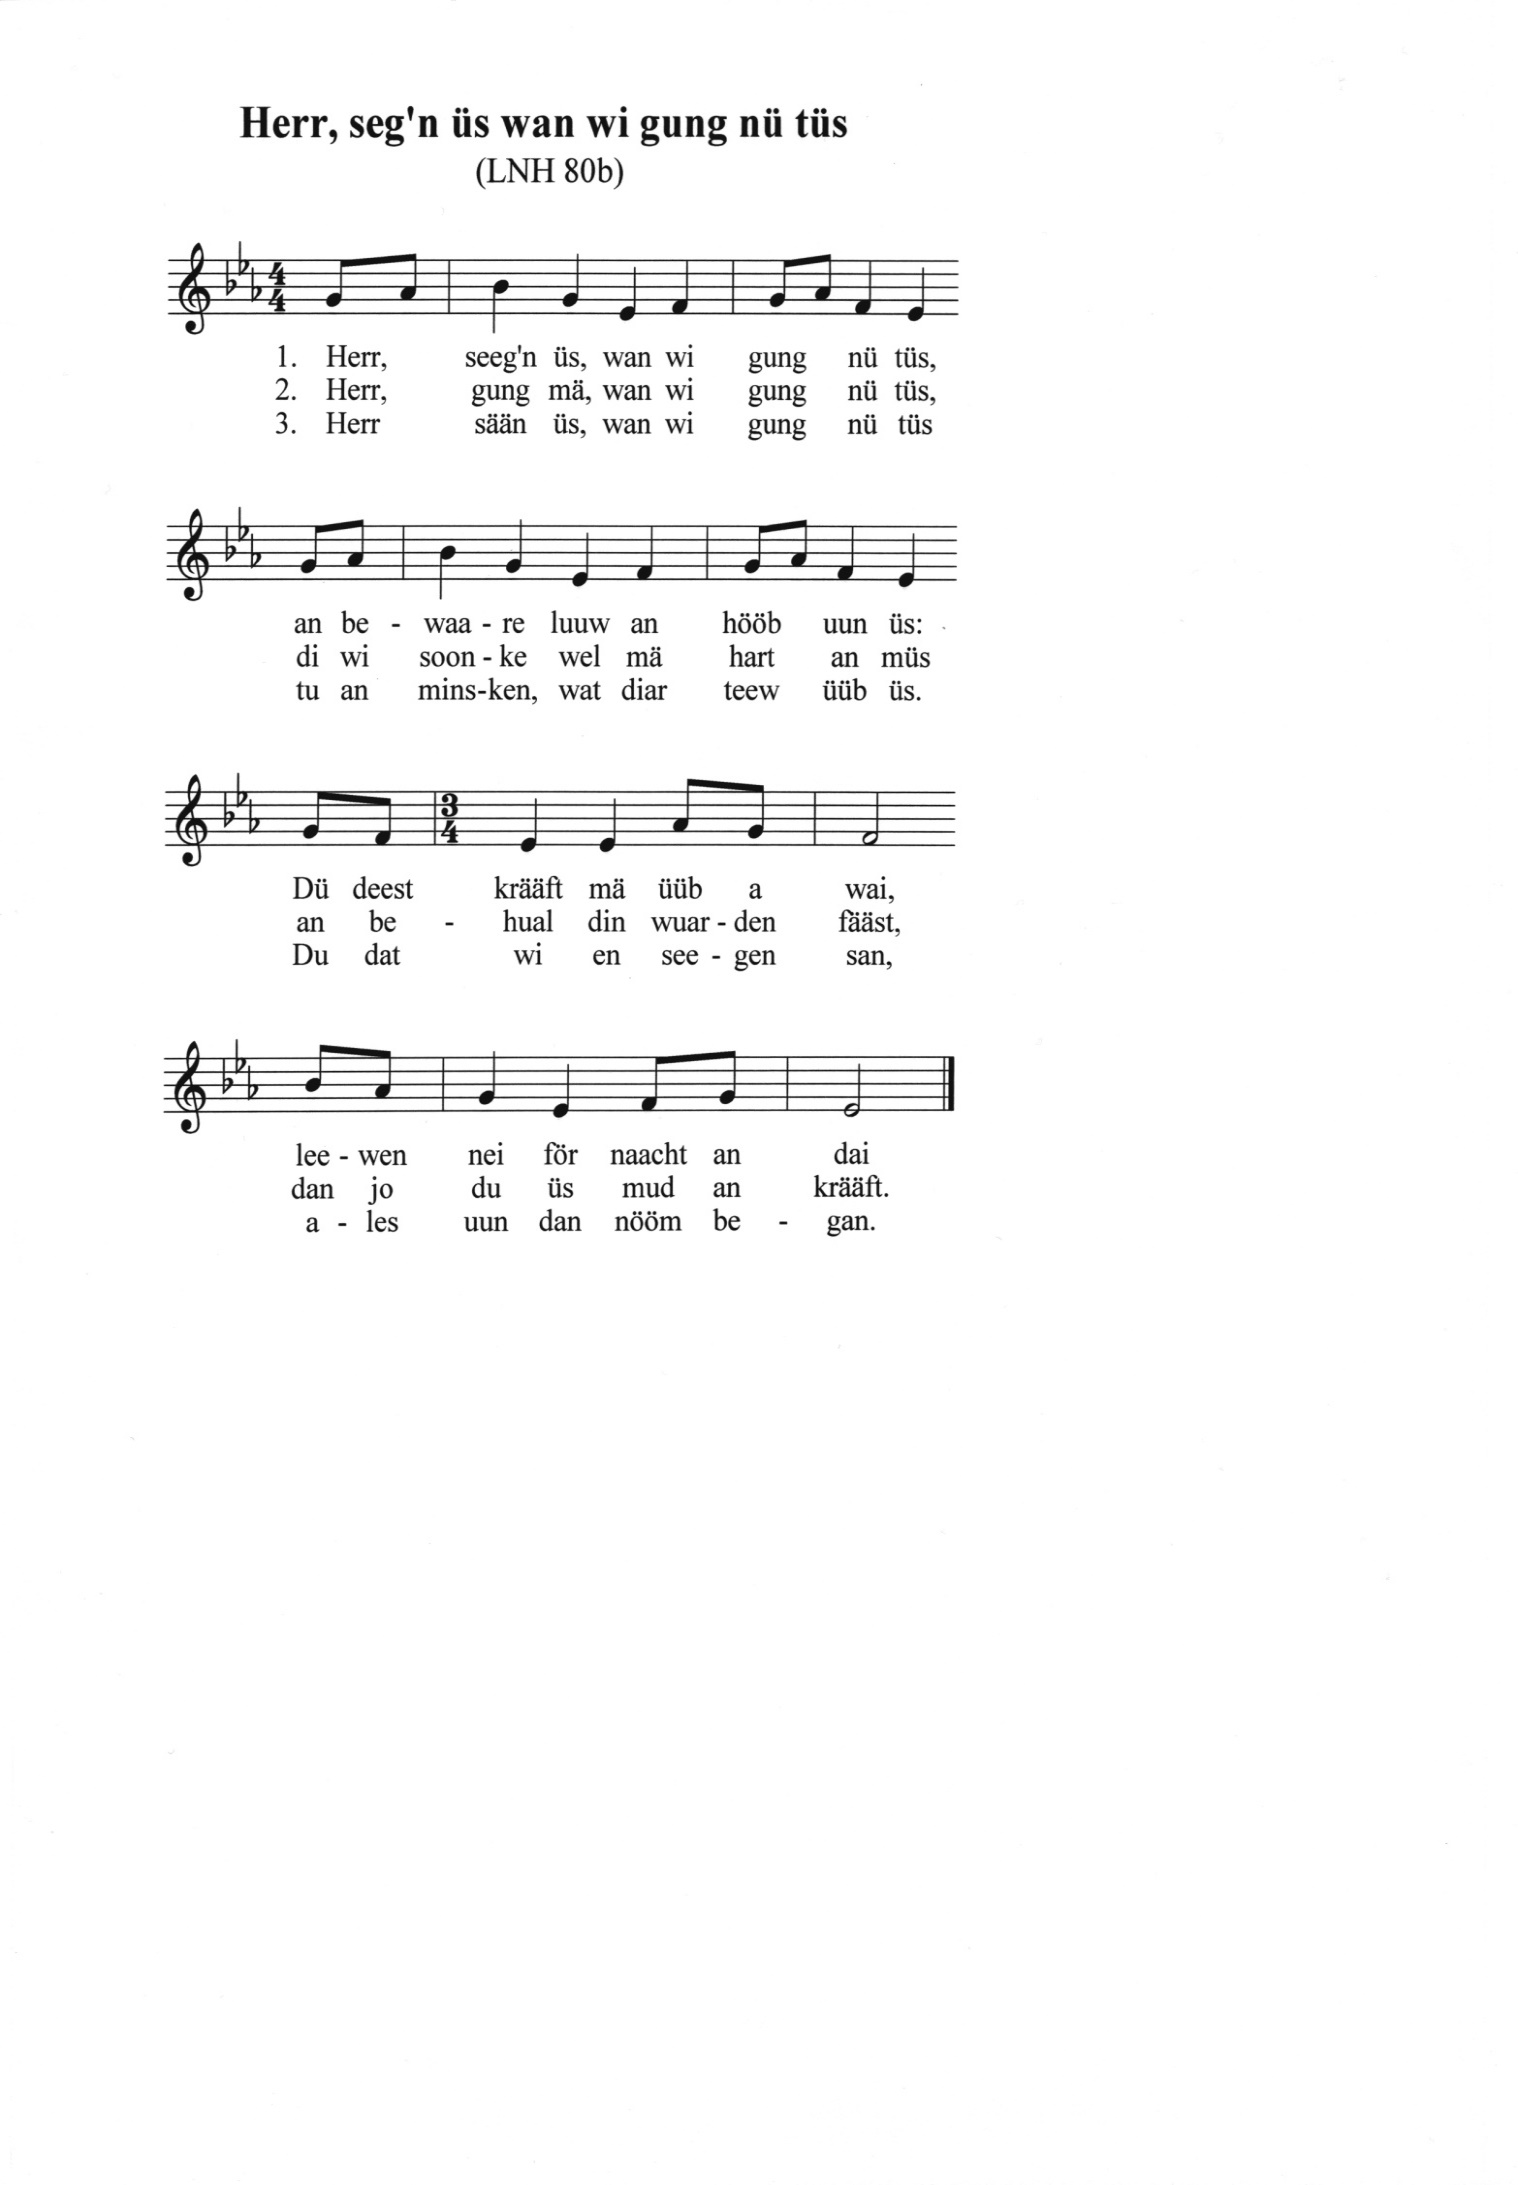 Herr, seg'n üs wan wi gung nü tüs
(LNH 80b)
4
4
1. Herr, seeg'n üs, wan wi gung nü tüs,
2. Herr, gung mä, wan wi gung nü tüs,
3. Herr sään üs, wan wi gung nü tüs
an be - waa - re luuw an hööb uun üs:
di wi soon - ke wel mä hart an müs
tu an mins-ken, wat diar teew üüb üs.
3
4
Dü deest krääft mä üüb a wai,
an be - hual din wuar - den fääst,
Du dat wi en see - gen san,
lee - wen nei för naacht an dai
dan jo du üs mud an krääft.
a - les uun dan nööm be - gan.